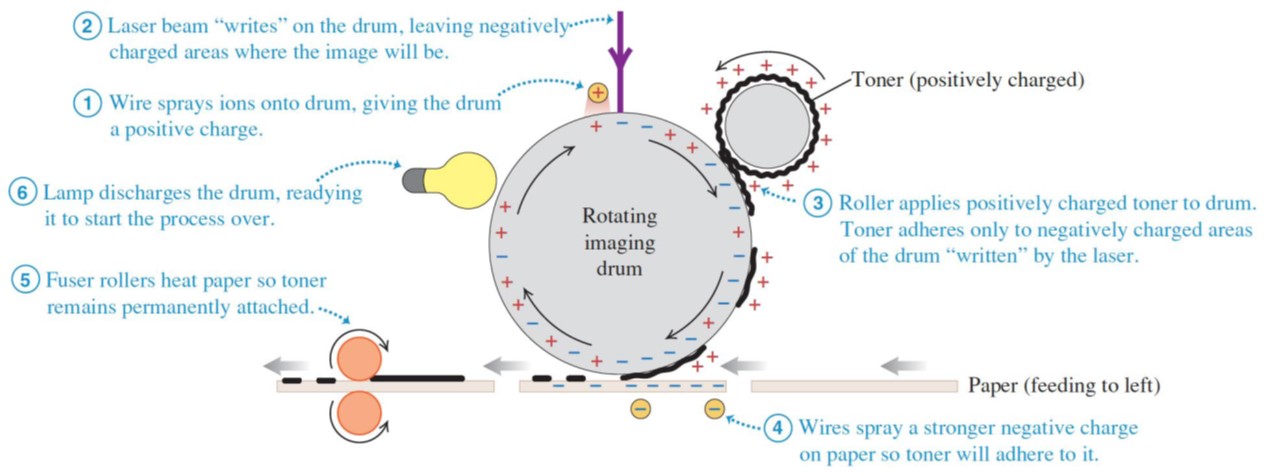 2 Laser beam “writes” on the drum, leaving negatively
charged areas where the image will be.
1 Wire sprays ions onto drum, giving the drum
a positive charge.
Toner (positively charged)
6 Lamp discharges the drum, readying
it to start the process over.
3 Roller applies positively charged toner to drum.
Toner adheres only to negatively charged areas
of the drum “written” by the laser.
Rotating
imaging
drum
5 Fuser rollers heat paper so toner
remains permanently attached.
Paper (feeding to left)
4 Wires spray a stronger negative charge
on paper so toner will adhere to it.